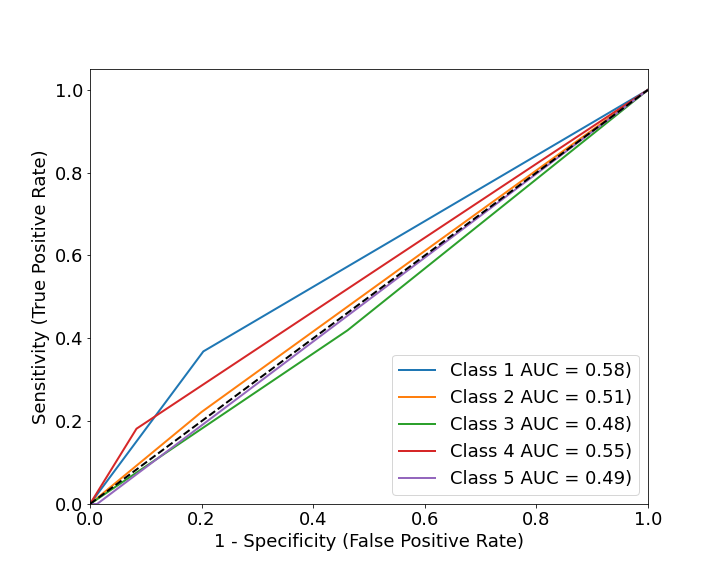 Sensitivity (True Positive Rate)
1.0
0.8
0.6
0.4
0.2
0.0
Class 1 AUC = 0.58)
Class 2 AUC = 0.51)
Class 3 AUC = 0.48)
Class 4 AUC = 0.55)
Class 5 AUC = 0.49)
0.0 0.2 0.4 0.6 0.8 1.0
1 - Specificity (False Positive Rate)